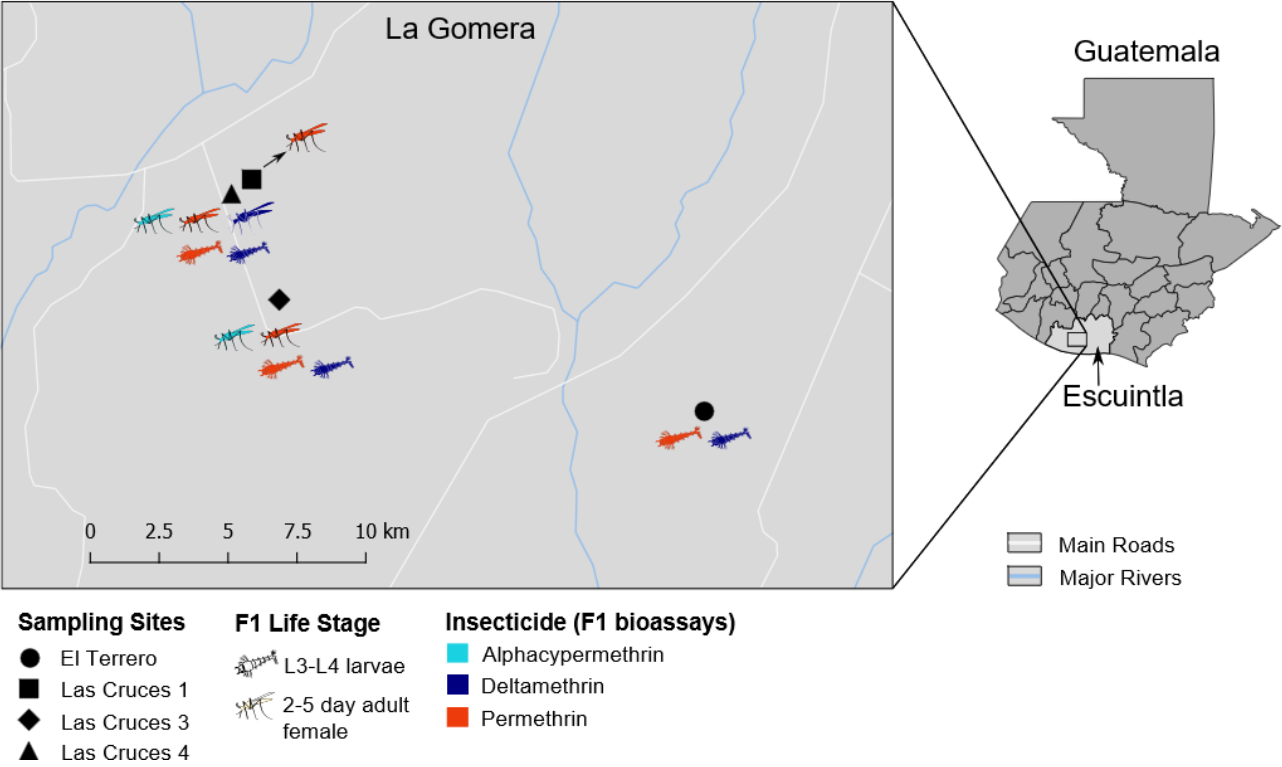 La Gomera
Guatemala
Escuintla
0 2.5 5 7.5 10 km
Main Roads
Major Rivers
Sampling Sites
El Terrero
Las Cruces 1
Las Cruces 3
Las Cruces 4
F1 Life Stage
L3-L4 larvae
2-5 day adult
female
Insecticide (F1 bioassays)
Alphacypermethrin
Deltamethrin
Permethrin